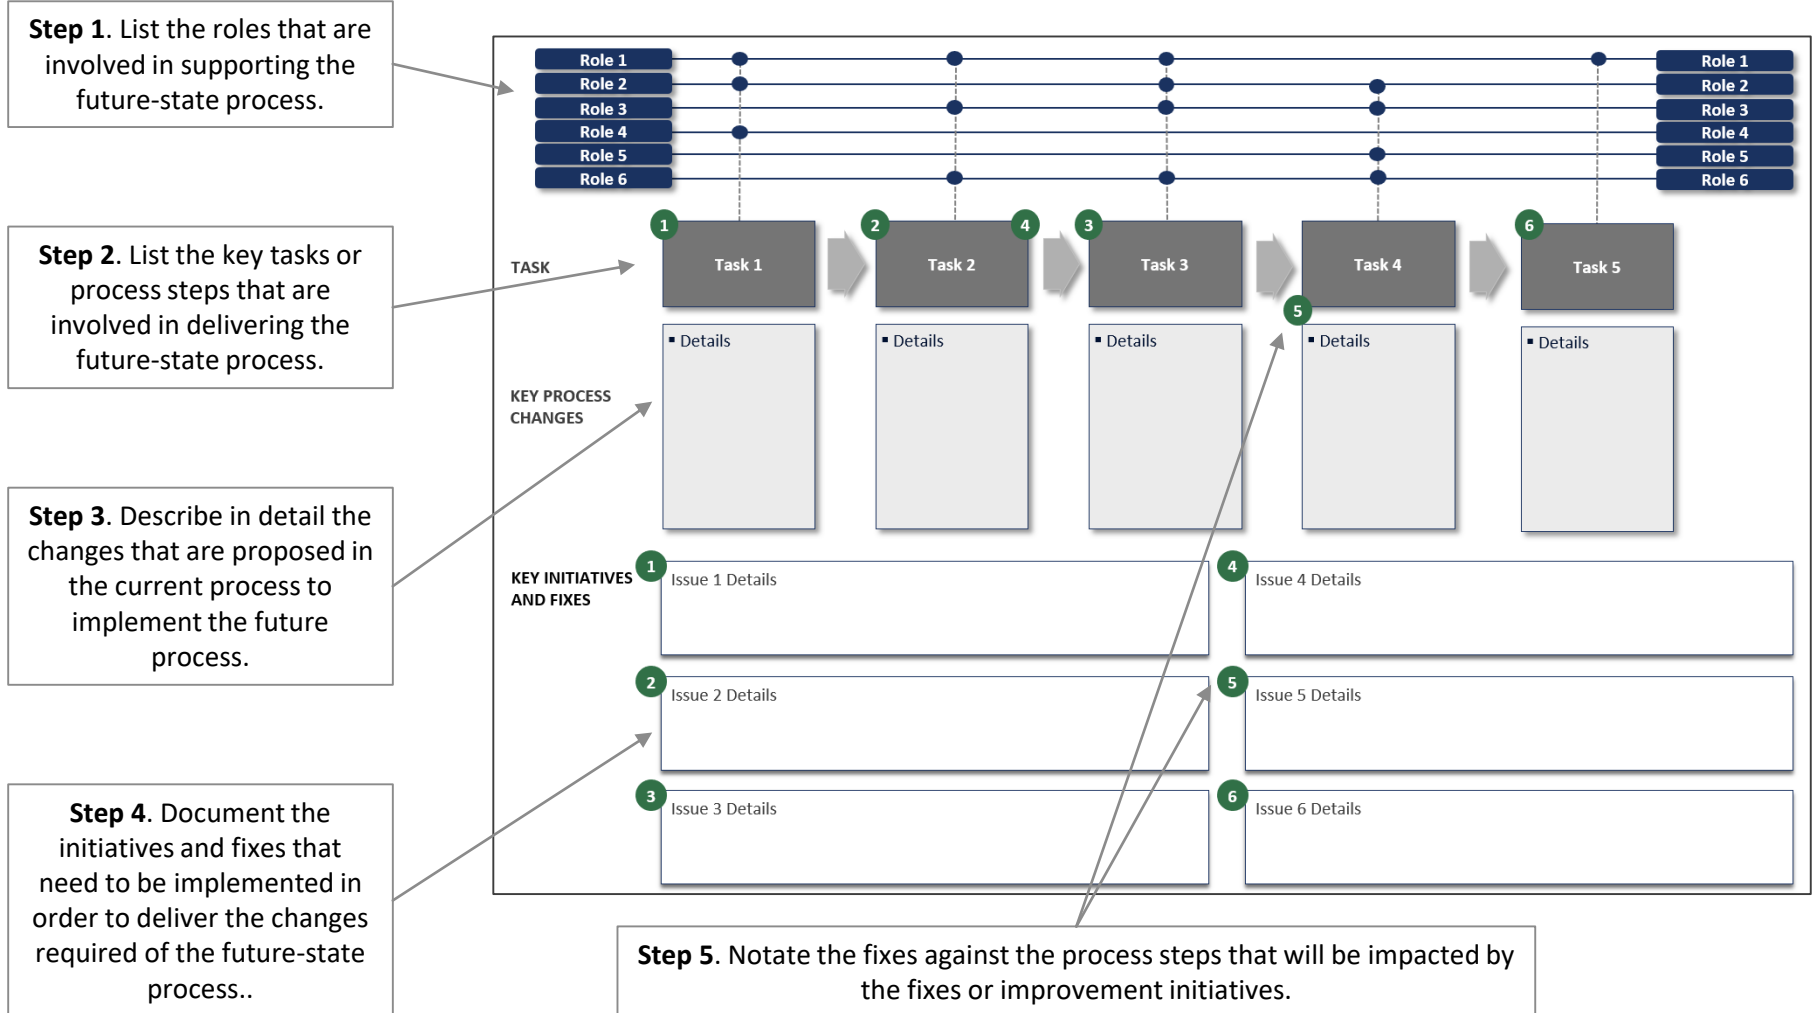 Step 1. List the roles that are
involved in supporting the
future-state process.
Step 2. List the key tasks or
process steps that are
involved in delivering the
future-state process.
Step 3. Describe in detail the
changes that are proposed in
the current process to
implement the future
process.
Step 4. Document the
initiatives and fixes that
need to be implemented in
order to deliver the changes
required of the future-state
process..
Role 1
Role 2
Role 3
Role 4
Role 5
Role 6
Role 1
Role 2
Role 3
Role 4
Role 5
Role 6
TASK
1
Task 1
2
4
Task 2
3
Task 3
Task 4
5
6
Task 5
KEY PROCESS
CHANGES
▪ Details
▪ Details
▪ Details
▪ Details
▪ Details
KEY INITIATIVES
AND FIXES
1
Issue 1 Details
2
Issue 2 Details
3
Issue 3 Details
4
Issue 4 Details
5
Issue 5 Details
6
Issue 6 Details
Step 5. Notate the fixes against the process steps that will be impacted by
the fixes or improvement initiatives.